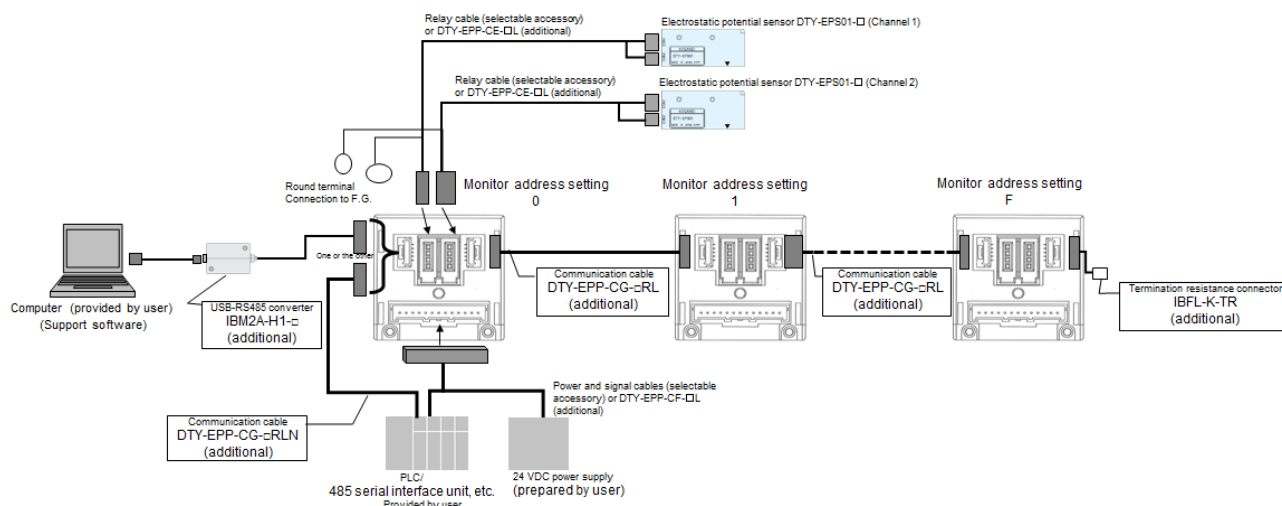 Relay cable (selectable accessory)
or DTY-EPP-CE-□L (additional)
Electrostatic potential sensor DTY-EPS01-□ (Channel 1)
Relay cable (selectable accessory)
or DTY-EPP-CE-□L (additional)
Electrostatic potential sensor DTY-EPS01-□ (Channel 2)
Round terminal
Connection to F.G.
Monitor address setting
0
Monitor address setting
1
Monitor address setting
F
One or the other
Computer (provided by user)
(Support software)
USB-RS485 converter
IBM2A-H1-□
(additional)
Communication cable
DTY-EPP-CG-□RL
(additional)
Communication cable
DTY-EPP-CG-□RL
(additional)
Termination resistance connector
IBFL-K-TR
(additional)
Power and signal cables (selectable
accessory) or DTY-EPP-CF-□L
(additional)
Communication cable
DTY-EPP-CG-□RLN
(additional)
PLC/
485 serial interface unit, etc.
Provided by user
24 VDC power supply
(prepared by user)